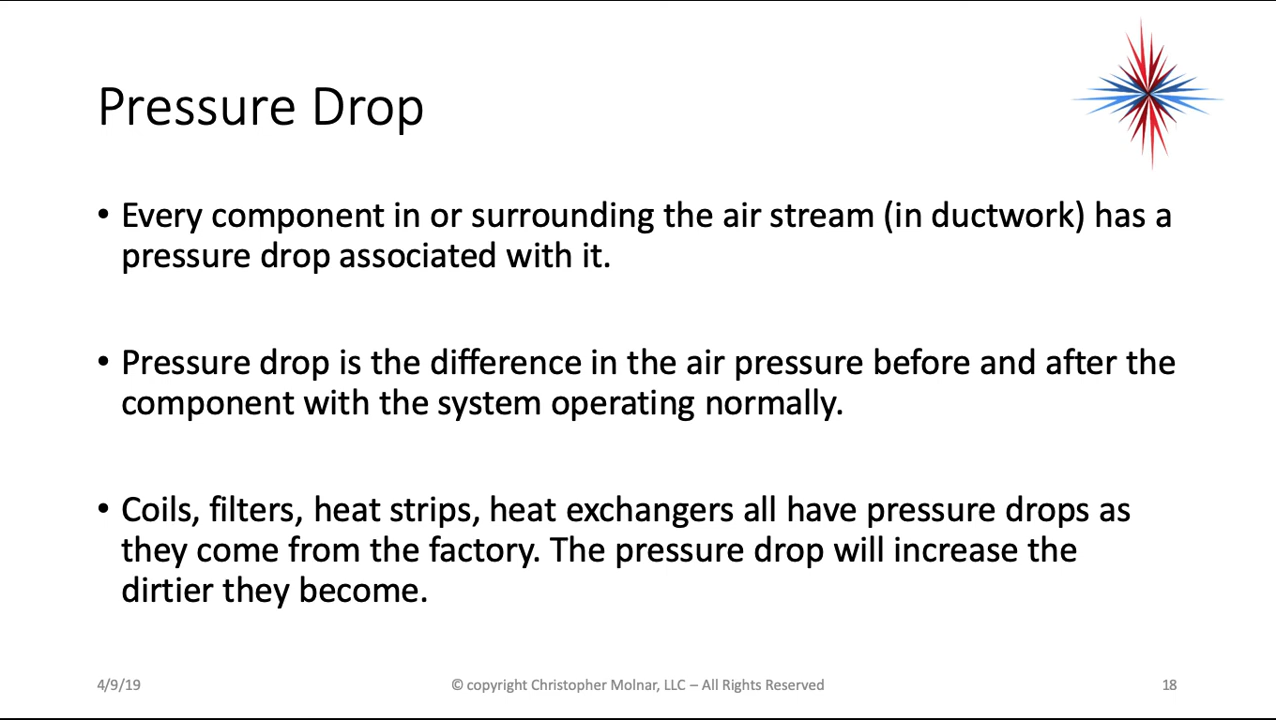 Pressure Drop
• Every component in or surrounding the air stream (in ductwork) has a
pressure drop associated with it.
• Pressure drop is the difference in the air pressure before and after the
component with the system operating normally.
• Coils, filters, heat strips, heat exchangers all have pressure drops as
they come from the factory. The pressure drop will increase the
dirtier they become.
4/9/19
© copyright Christopher Molnar, LLC – All Rights Reserved
18